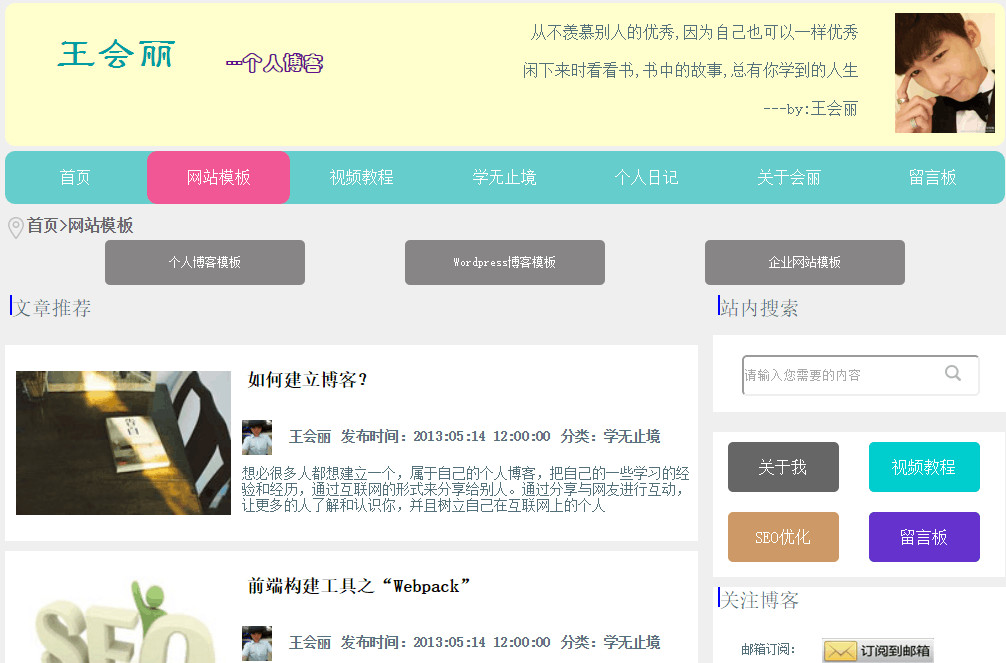 王会丽
---个人博客
从不羡慕别人的优秀,因为自己也可以一样优秀
闲下来时看看书,书中的故事,总有你学到的人生
---by:王会丽
首页
网站模板
视频教程
学无止境
个人日记
关于会丽
留言板
首页>网站模板
个人博客模板
Wordpress博客模板
企业网站模板
文章推荐
如何建立博客?
告白
王会丽 发布时间：2013:05:14 12:00:00 分类：学无止境
想必很多人都想建立一个，属于自己的个人博客，把自己的一些学习的经
验和经历，通过互联网的形式来分享给别人。通过分享与网友进行互动，
让更多的人了解和认识你，并且树立自己在互联网上的个人
SEO
前端构建工具之“Webpack”
王会丽 发布时间：2013:05:14 12:00:00 分类：学无止境
站内搜索
请输入您需要的内容
关于我
视频教程
SEO优化
留言板
关注博客
邮箱订阅：
订阅到邮箱